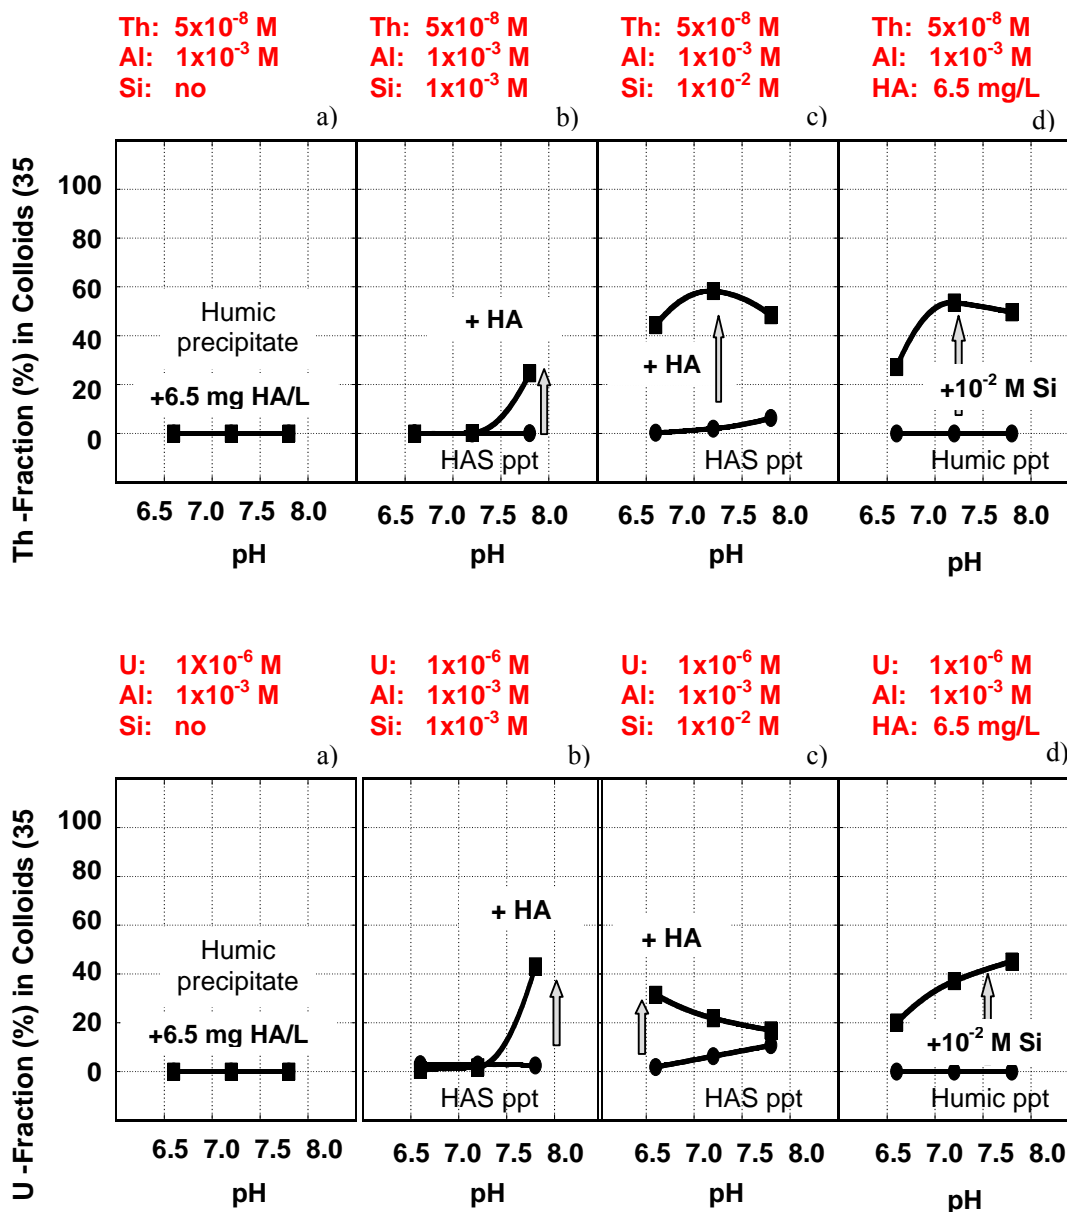 Th: 5x10⁻⁸ M
Al: 1x10⁻³ M
Si: no
a)
Th: 5x10⁻⁸ M
Al: 1x10⁻³ M
Si: 1x10⁻³ M
b)
Th: 5x10⁻⁸ M
Al: 1x10⁻³ M
Si: 1x10⁻² M
c)
Th: 5x10⁻⁸ M
Al: 1x10⁻³ M
HA: 6.5 mg/L
d)
Th -Fraction (%) in Colloids (35
100
80
60
40
20
0
Humic
precipitate
+6.5 mg HA/L
+ HA
HAS ppt
+ HA
HAS ppt
+10⁻² M Si
Humic ppt
6.5 7.0 7.5 8.0
6.5 7.0 7.5 8.0
6.5 7.0 7.5 8.0
6.5 7.0 7.5 8.0
pH
pH
pH
pH
U: 1X10⁻⁶ M
Al: 1x10⁻³ M
Si: no
a)
U: 1x10⁻⁶ M
Al: 1x10⁻³ M
Si: 1x10⁻³ M
b)
U: 1x10⁻⁶ M
Al: 1x10⁻³ M
Si: 1x10⁻² M
c)
U: 1x10⁻⁶ M
Al: 1x10⁻³ M
HA: 6.5 mg/L
d)
U -Fraction (%) in Colloids (35
100
80
60
40
20
0
Humic
precipitate
+6.5 mg HA/L
+ HA
HAS ppt
+ HA
HAS ppt
+10⁻² M Si
Humic ppt
6.5 7.0 7.5 8.0
6.5 7.0 7.5 8.0
6.5 7.0 7.5 8.0
6.5 7.0 7.5 8.0
pH
pH
pH
pH